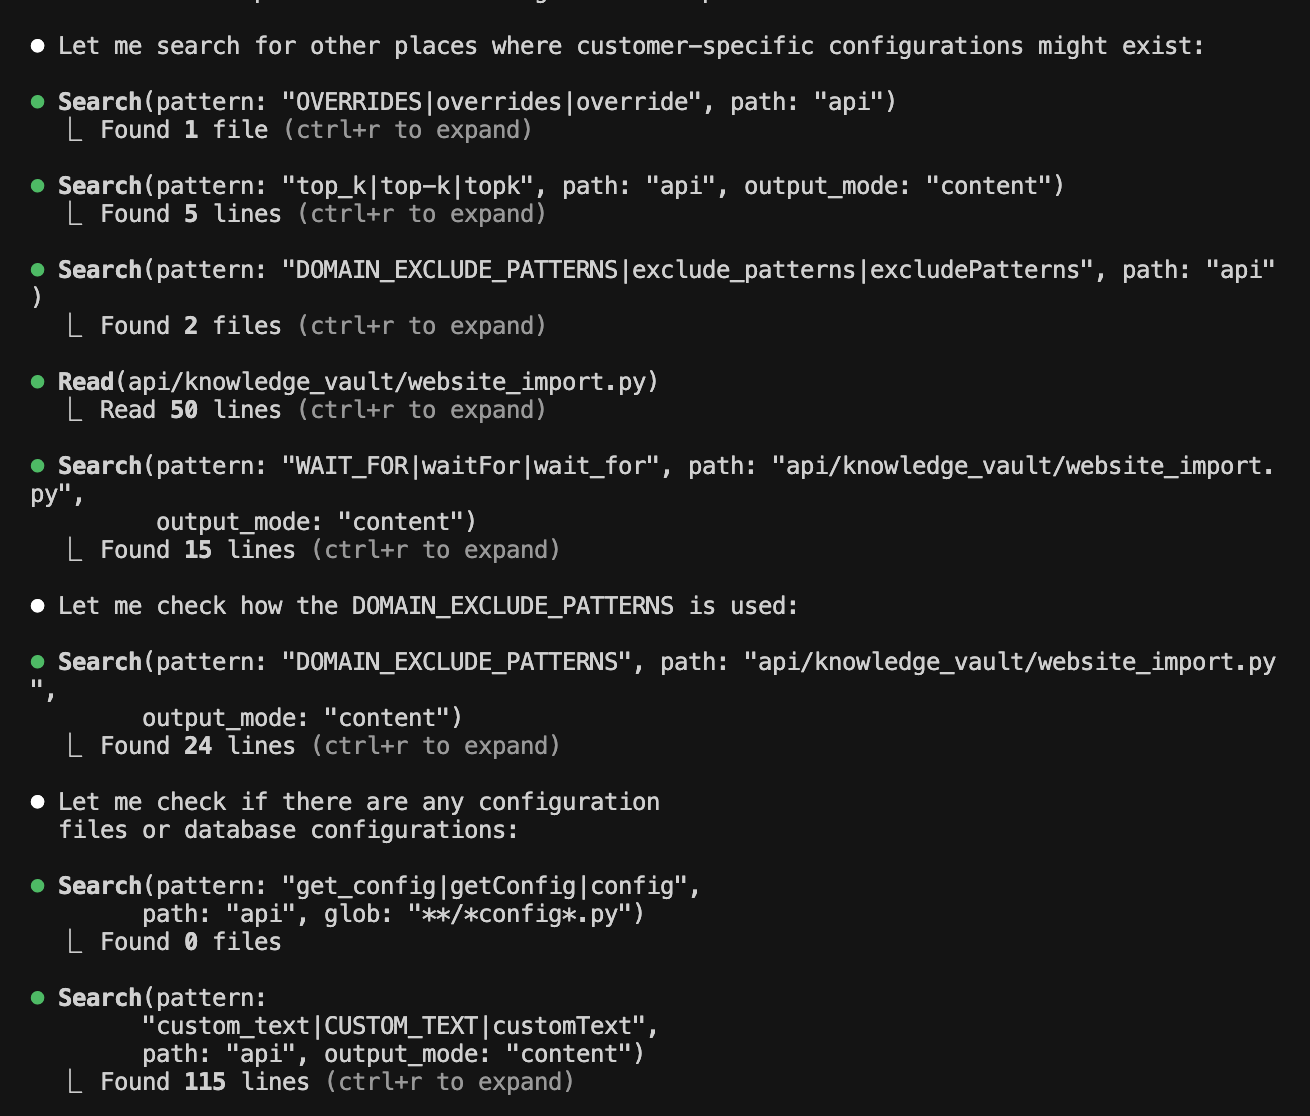 ● Let me search for other places where customer-specific configurations might exist:
● Search(pattern: "OVERRIDES|overrides|override", path: "api")
⎿ Found 1 file (ctrl+r to expand)
● Search(pattern: "top_k|top-k|topk", path: "api", output_mode: "content")
⎿ Found 5 lines (ctrl+r to expand)
● Search(pattern: "DOMAIN_EXCLUDE_PATTERNS|exclude_patterns|excludePatterns", path: "api"
)
⎿ Found 2 files (ctrl+r to expand)
● Read(api/knowledge_vault/website_import.py)
⎿ Read 50 lines (ctrl+r to expand)
● Search(pattern: "WAIT_FOR|waitFor|wait_for", path: "api/knowledge_vault/website_import.
py",
output_mode: "content")
⎿ Found 15 lines (ctrl+r to expand)
● Let me check how the DOMAIN_EXCLUDE_PATTERNS is used:
● Search(pattern: "DOMAIN_EXCLUDE_PATTERNS", path: "api/knowledge_vault/website_import.py
",
output_mode: "content")
⎿ Found 24 lines (ctrl+r to expand)
● Let me check if there are any configuration
files or database configurations:
● Search(pattern: "get_config|getConfig|config",
path: "api", glob: "**/*config*.py")
⎿ Found 0 files
● Search(pattern:
"custom_text|CUSTOM_TEXT|customText",
path: "api", output_mode: "content")
⎿ Found 115 lines (ctrl+r to expand)